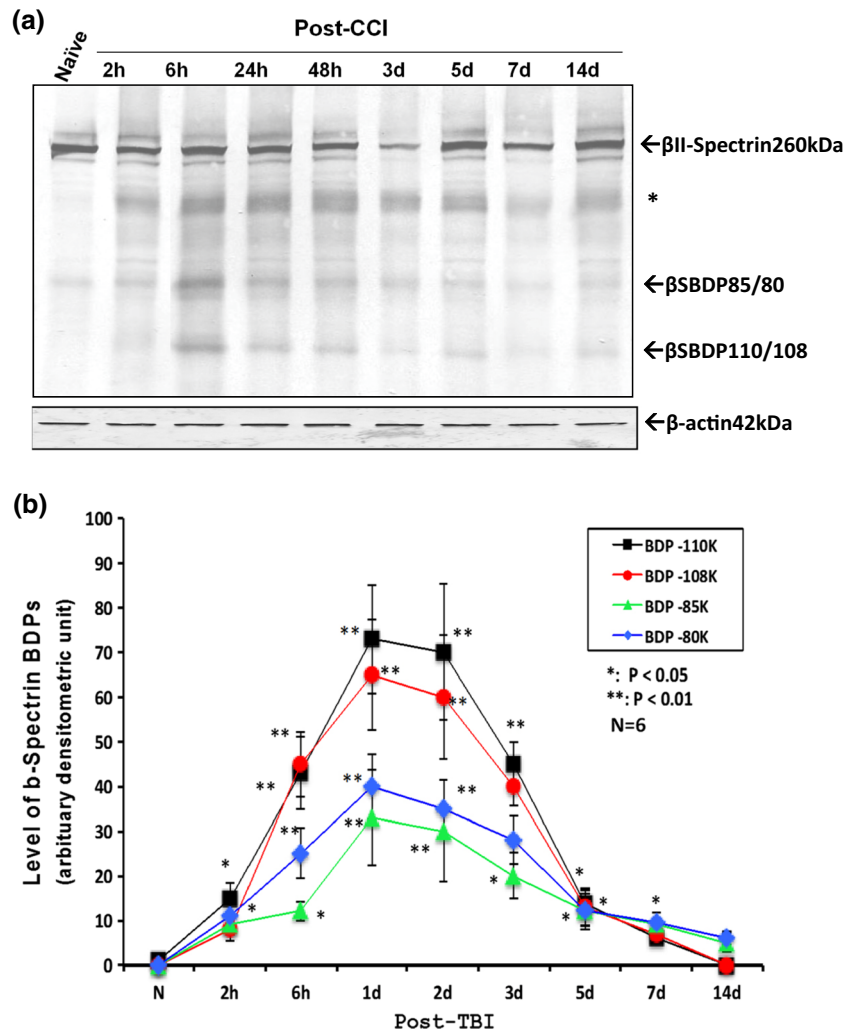 (a)
Post-CCI
Naïve 2h 6h 24h 48h 3d 5d 7d 14d
←βII-Spectrin260kDa
*
←βSBDP85/80
←βSBDP110/108
←β-actin42kDa
(b)
Level of b-Spectrin BDPs
(arbituary densitometric unit)
100
90
80
70
60
50
40
30
20
10
0
BDP -110K
BDP -108K
BDP -85K
BDP -80K
*: P < 0.05
**: P < 0.01
N=6
** ** ** ** ** ** ** ** ** ** ** ** * * * * * * * *
N 2h 6h 1d 2d 3d 5d 7d 14d
Post-TBI